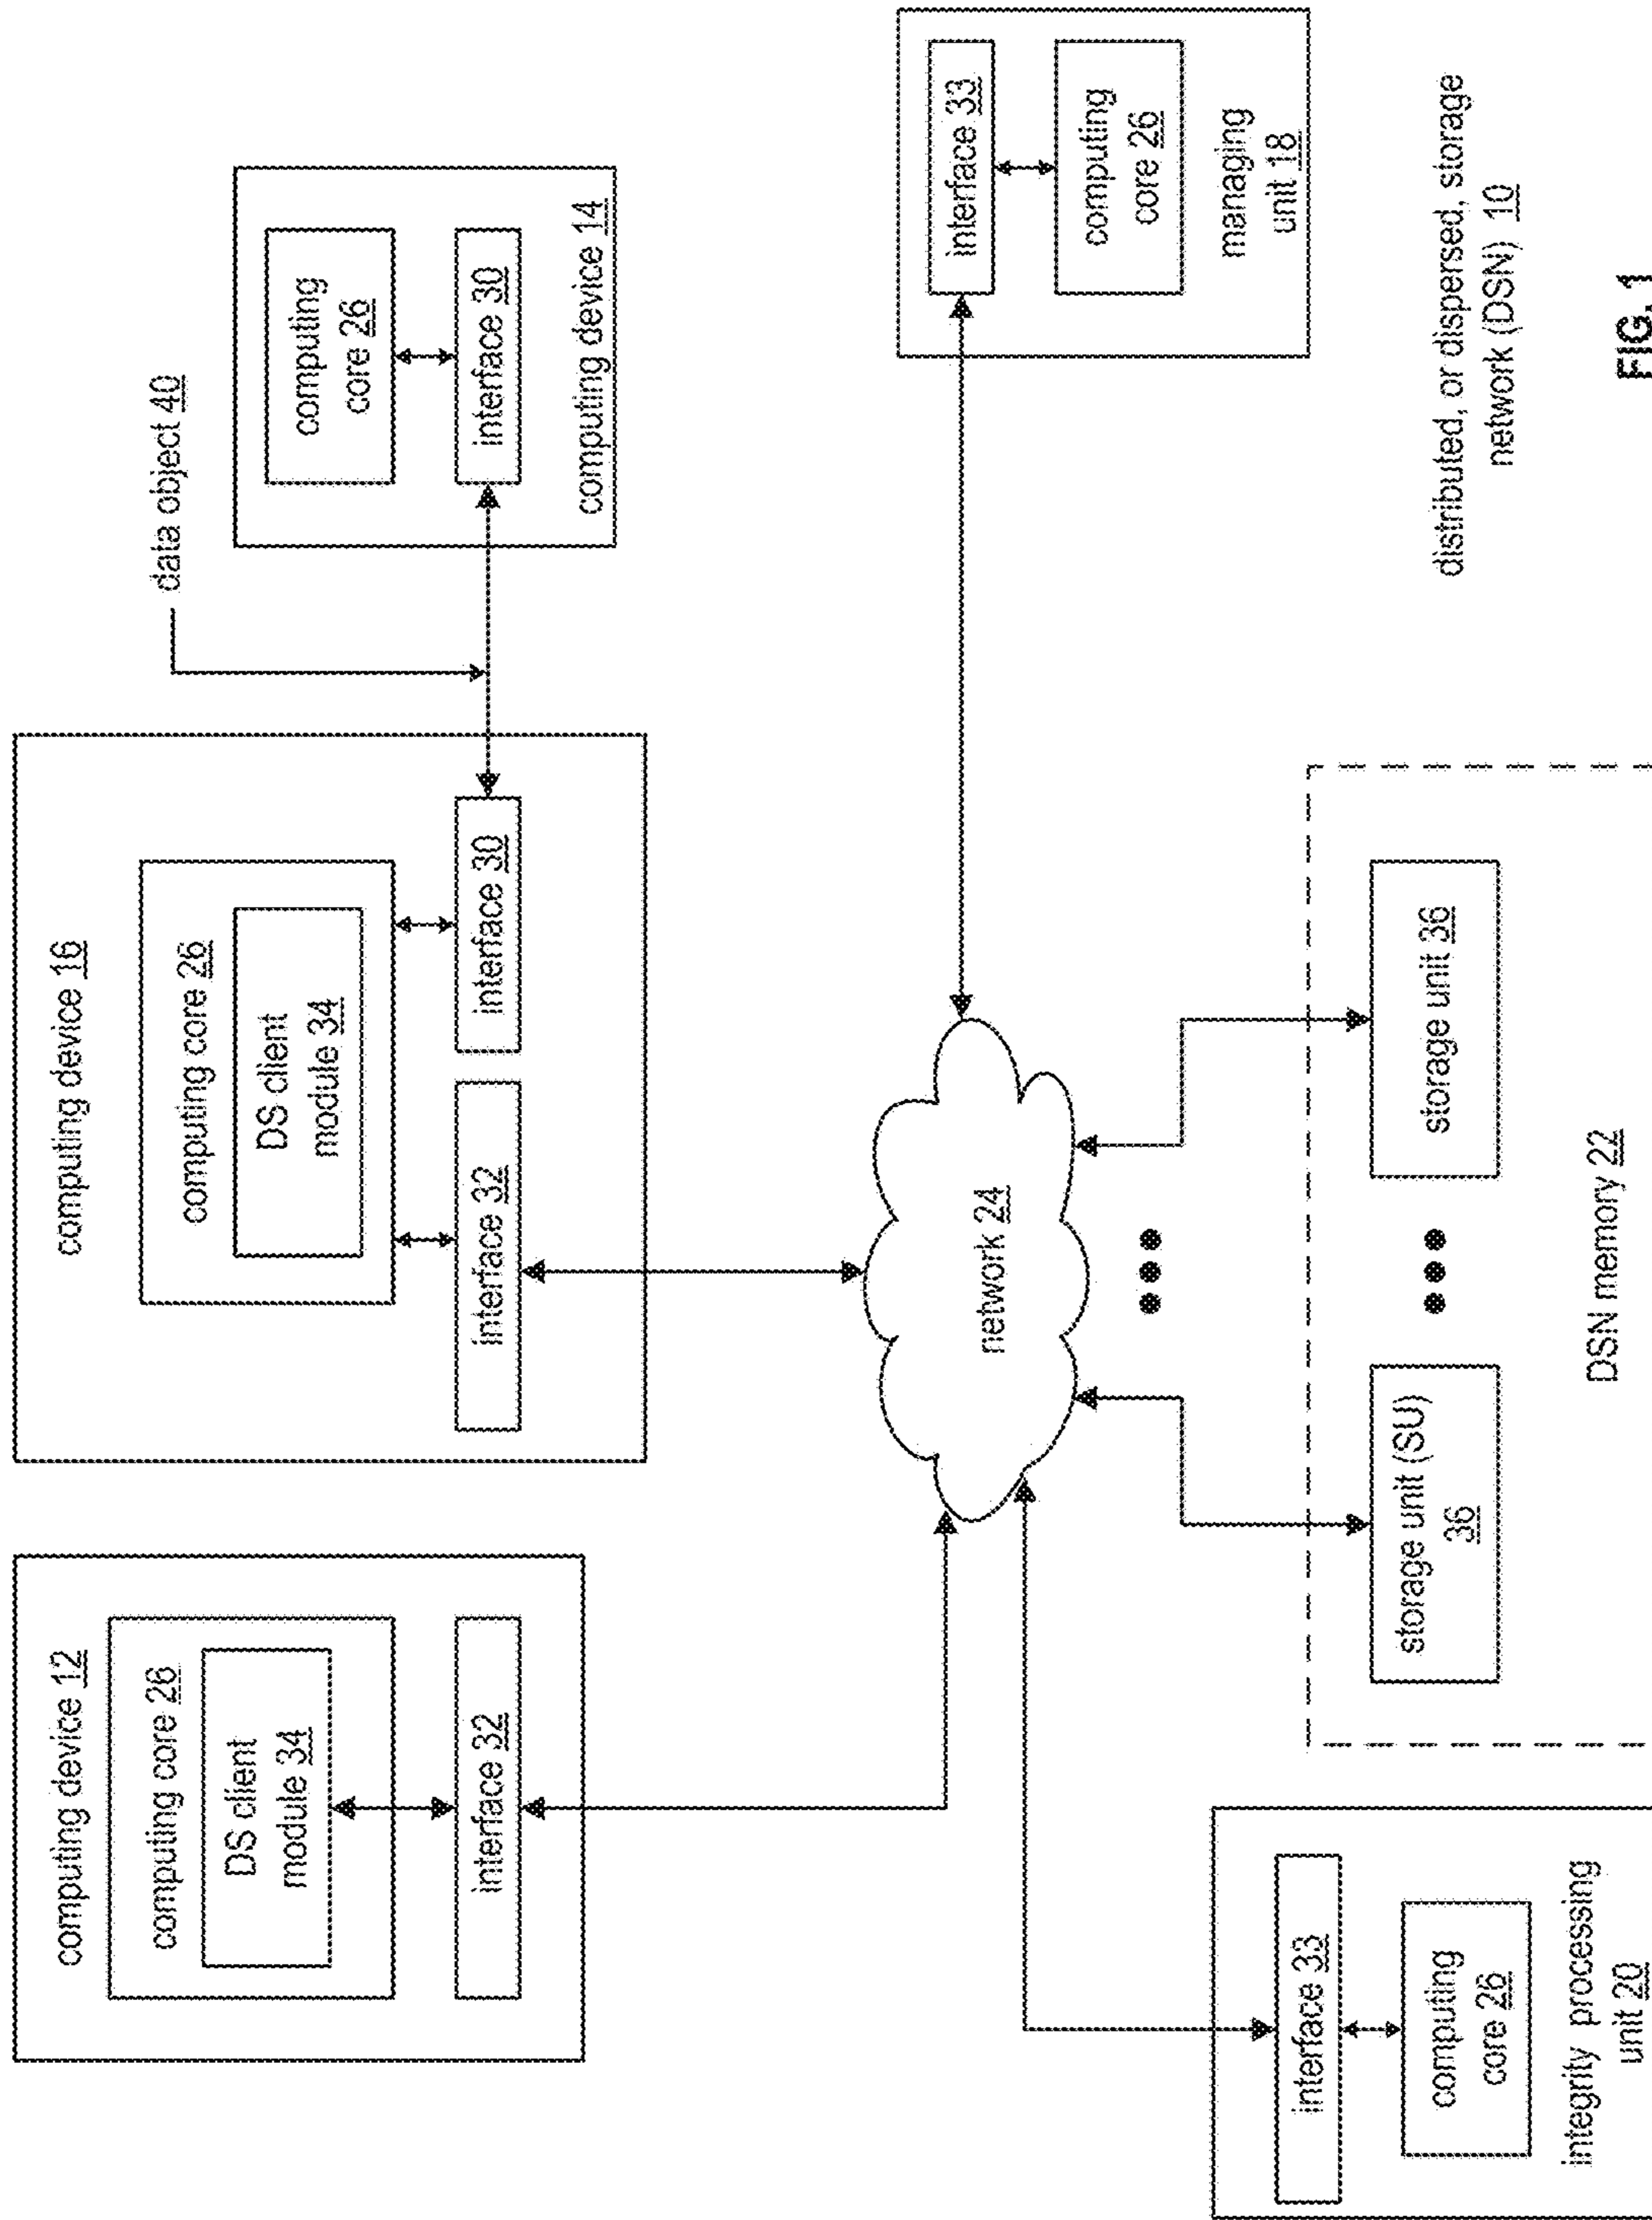 computing device 12
computing core 26
DS client
module 34
interface 32
computing device 16
computing core 26
DS client
module 34
interface 32
interface 30
data object 40
computing
core 26
interface 30
computing device 14
network 24
interface 33
computing
core 26
managing
unit 18
interface 33
computing
core 26
integrity processing
unit 20
storage unit (SU)
36
storage unit 36
DSN memory 22
distributed, or dispersed, storage
network (DSN) 10
FIG. 1